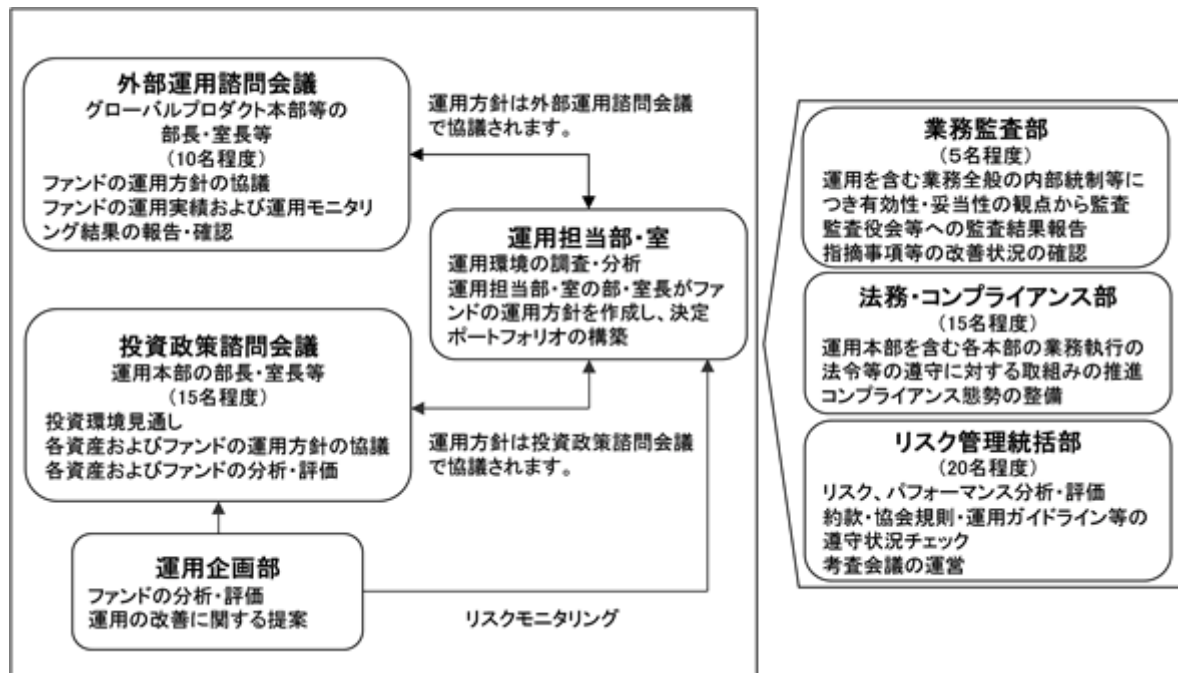 外部運用諮問会議
グローバルプロダクト本部等の
部長・室長等
(10名程度)
ファンドの運用方針の協議
ファンドの運用実績および運用モニタリ
ング結果の報告・確認
運用方針は外部運用諮問会議
で協議されます。
運用担当部・室
運用環境の調査・分析
運用担当部・室の部・室長がファ
ンドの運用方針を作成し、決定
ポートフォリオの構築
投資政策諮問会議
運用本部の部長・室長等
(15名程度)
投資環境見通し
各資産およびファンドの運用方針の協議
各資産およびファンドの分析・評価
運用方針は投資政策諮問会議
で協議されます。
運用企画部
ファンドの分析・評価
運用の改善に関する提案
リスクモニタリング
業務監査部
(5名程度)
運用を含む業務全般の内部統制等に
つき有効性・妥当性の観点から監査
監査役会等への監査結果報告
指摘事項等の改善状況の確認
法務・コンプライアンス部
(15名程度)
運用本部を含む各本部の業務執行の
法令等の遵守に対する取組みの推進
コンプライアンス態勢の整備
リスク管理統括部
(20名程度)
リスク、パフォーマンス分析・評価
約款・協会規則・運用ガイドライン等の
遵守状況チェック
考査会議の運営